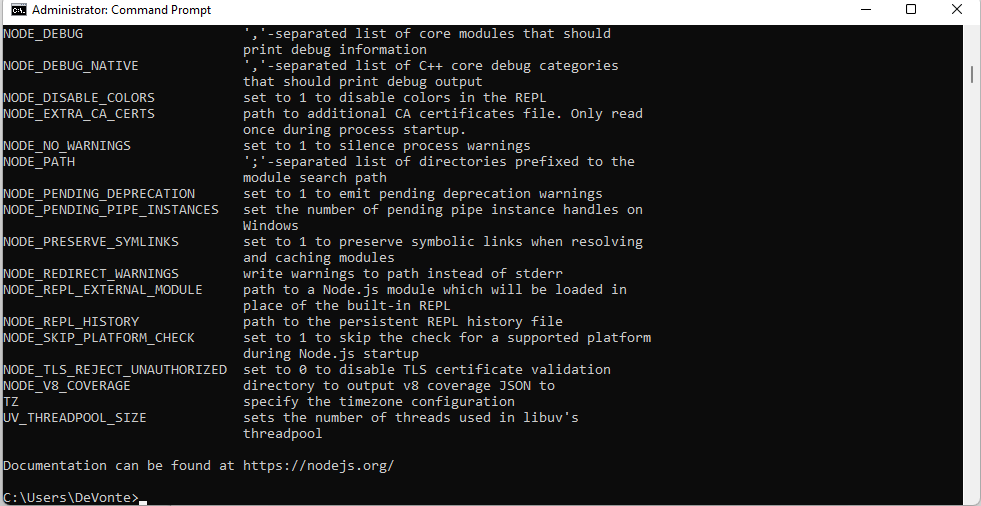 Administrator: Command Prompt
NODE_DEBUG ','-separated list of core modules that should
print debug information
NODE_DEBUG_NATIVE ','-separated list of C++ core debug categories
that should print debug output
NODE_DISABLE_COLORS set to 1 to disable colors in the REPL
NODE_EXTRA_CA_CERTS path to additional CA certificates file. Only read
once during process startup.
NODE_NO_WARNINGS set to 1 to silence process warnings
NODE_PATH ';'-separated list of directories prefixed to the
module search path
NODE_PENDING_DEPRECATION set to 1 to emit pending deprecation warnings
NODE_PENDING_PIPE_INSTANCES set the number of pending pipe instance handles on
Windows
NODE_PRESERVE_SYMLINKS set to 1 to preserve symbolic links when resolving
and caching modules
NODE_REDIRECT_WARNINGS write warnings to path instead of stderr
NODE_REPL_EXTERNAL_MODULE path to a Node.js module which will be loaded in
place of the built-in REPL
NODE_REPL_HISTORY path to the persistent REPL history file
NODE_SKIP_PLATFORM_CHECK set to 1 to skip the check for a supported platform
during Node.js startup
NODE_TLS_REJECT_UNAUTHORIZED set to 0 to disable TLS certificate validation
NODE_V8_COVERAGE directory to output v8 coverage JSON to
TZ specify the timezone configuration
UV_THREADPOOL_SIZE sets the number of threads used in libuv's
threadpool
Documentation can be found at https://nodejs.org/
C:\Users\DeVonte>